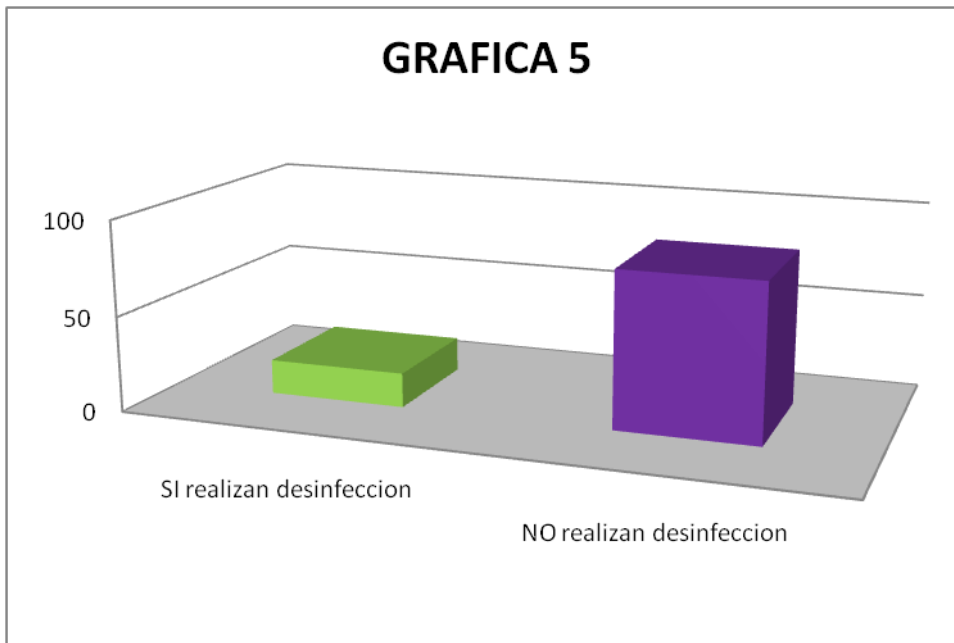 GRAFICA 5
100
50
0
SI realizan desinfeccion
NO realizan desinfeccion